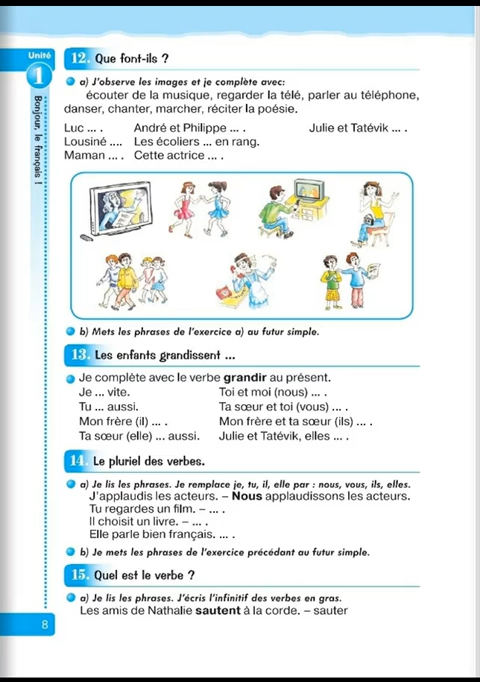 Unité
1
Bonjour, le français !
12. Que font-ils ?
a) J'observe les images et je complète avec:
écouter de la musique, regarder la télé, parler au téléphone,
danser, chanter, marcher, réciter la poésie.
Luc ... . André et Philippe ... . Julie et Tatévik ... .
Lousiné .... Les écoliers ... en rang.
Maman ... . Cette actrice ... .
b) Mets les phrases de l'exercice a) au futur simple.
13. Les enfants grandissent ...
Je complète avec le verbe grandir au présent.
Je ... vite. Toi et moi (nous) ... .
Tu ... aussi. Ta sœur et toi (vous) ... .
Mon frère (il) ... . Mon frère et ta sœur (ils) ... .
Ta sœur (elle) ... aussi. Julie et Tatévik, elles ... .
14. Le pluriel des verbes.
a) Je lis les phrases. Je remplace je, tu, il, elle par : nous, vous, ils, elles.
J'applaudis les acteurs. – Nous applaudissons les acteurs.
Tu regardes un film. – ... .
Il choisit un livre. – ... .
Elle parle bien français. ... .
b) Je mets les phrases de l'exercice précédant au futur simple.
15. Quel est le verbe ?
a) Je lis les phrases. J'écris l'infinitif des verbes en gras.
Les amis de Nathalie sautent à la corde. – sauter
8